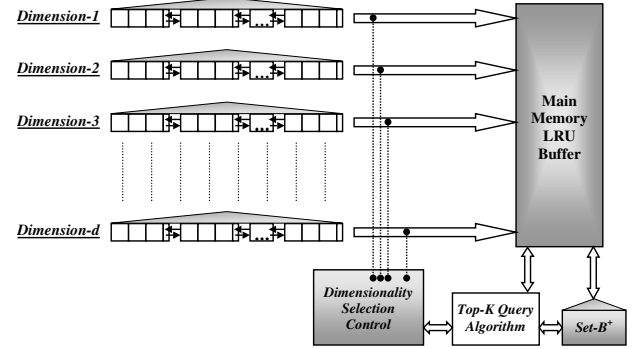 Dimension-1
Dimension-2
Dimension-3
Dimension-d
...
...
...
...
Main
Memory
LRU
Buffer
Dimensionality
Selection
Control
Top-K Query
Algorithm
Set-B+